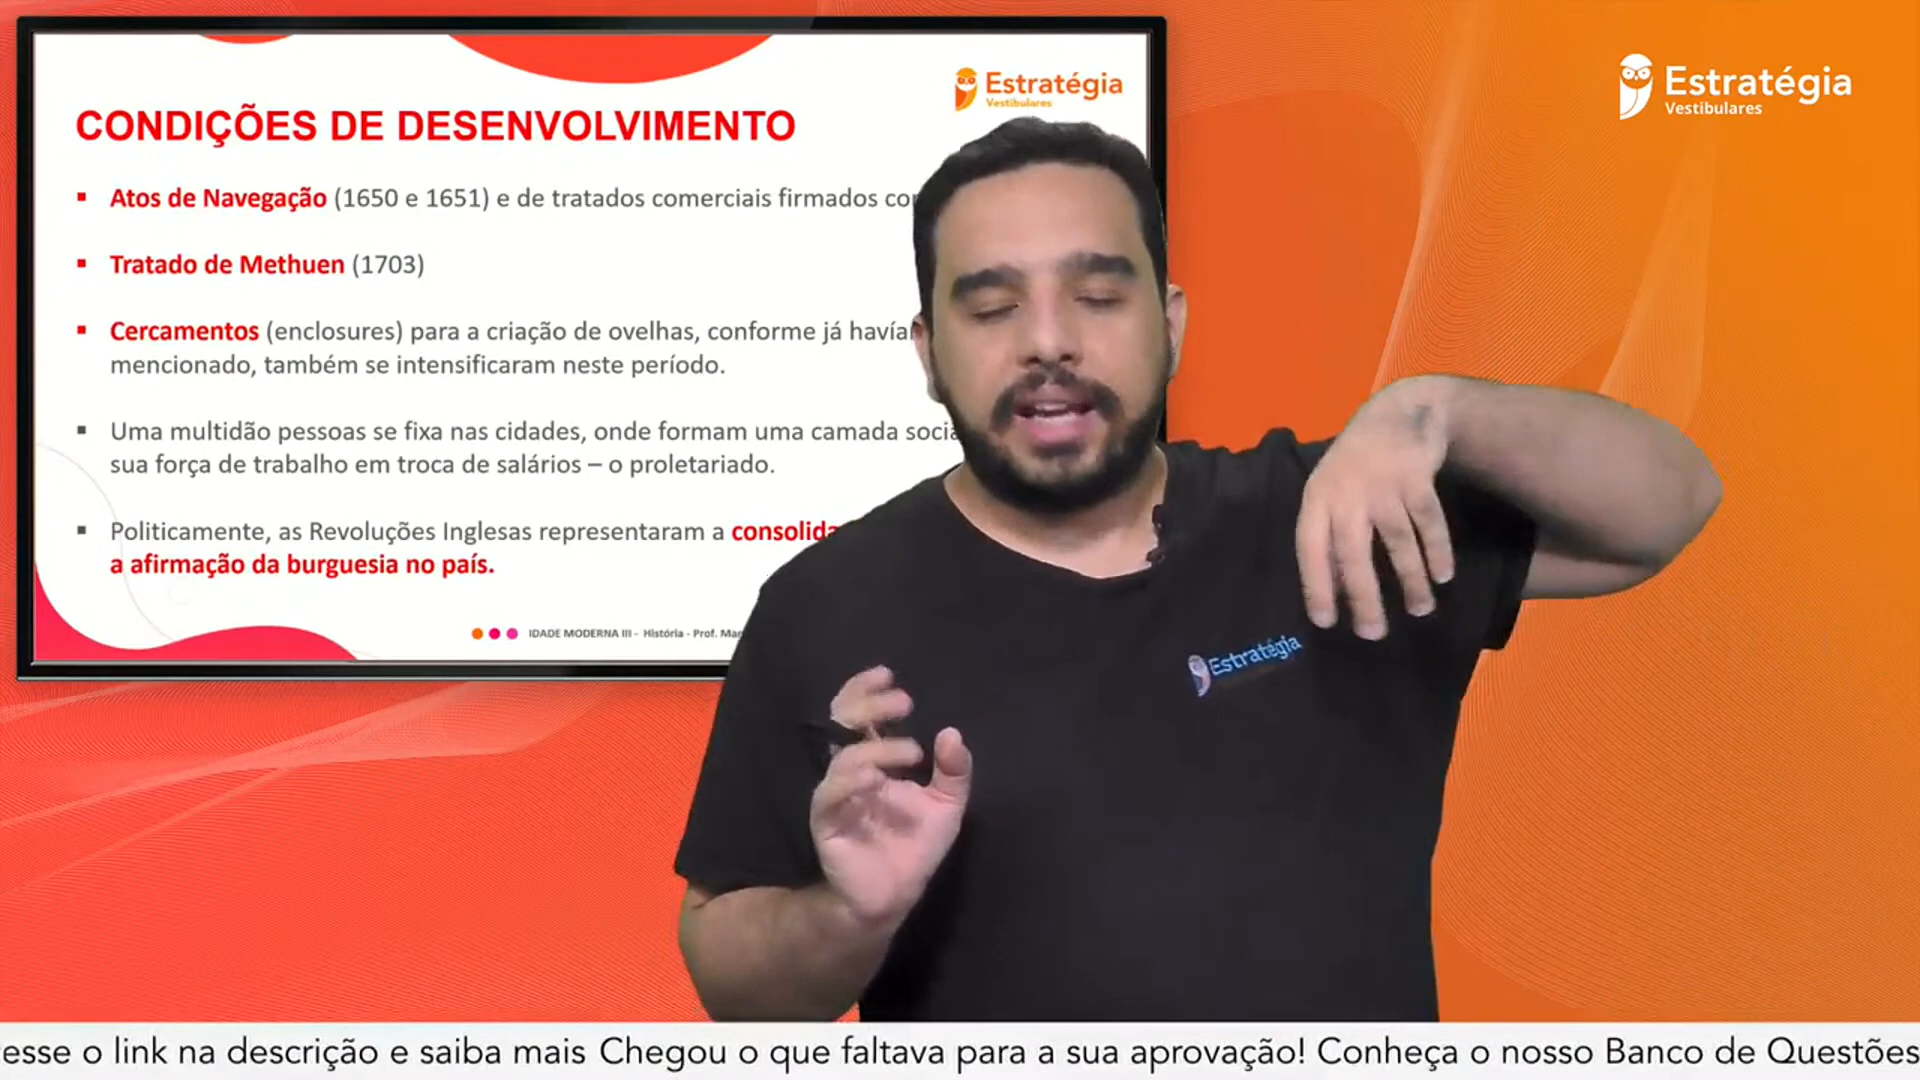 Estratégia
Vestibulares
Estratégia
Vestibulares
CONDIÇÕES DE DESENVOLVIMENTO
Atos de Navegação (1650 e 1651) e de tratados comerciais firmados
Tratado de Methuen (1703)
Cercamentos (enclosures) para a criação de ovelhas, conforme já
mencionado, também se intensificaram neste período.
Uma multidão pessoas se fixa nas cidades, onde formam uma camada
sua força de trabalho em troca de salários – o proletariado.
Politicamente, as Revoluções Inglesas representaram a
a afirmação da burguesia no país.
IDADE MODERNA III - História - Prof.
Estratégia
o link na descrição e saiba mais Chegou o que faltava para a sua aprovação! Conheça o nosso Banco de Questões